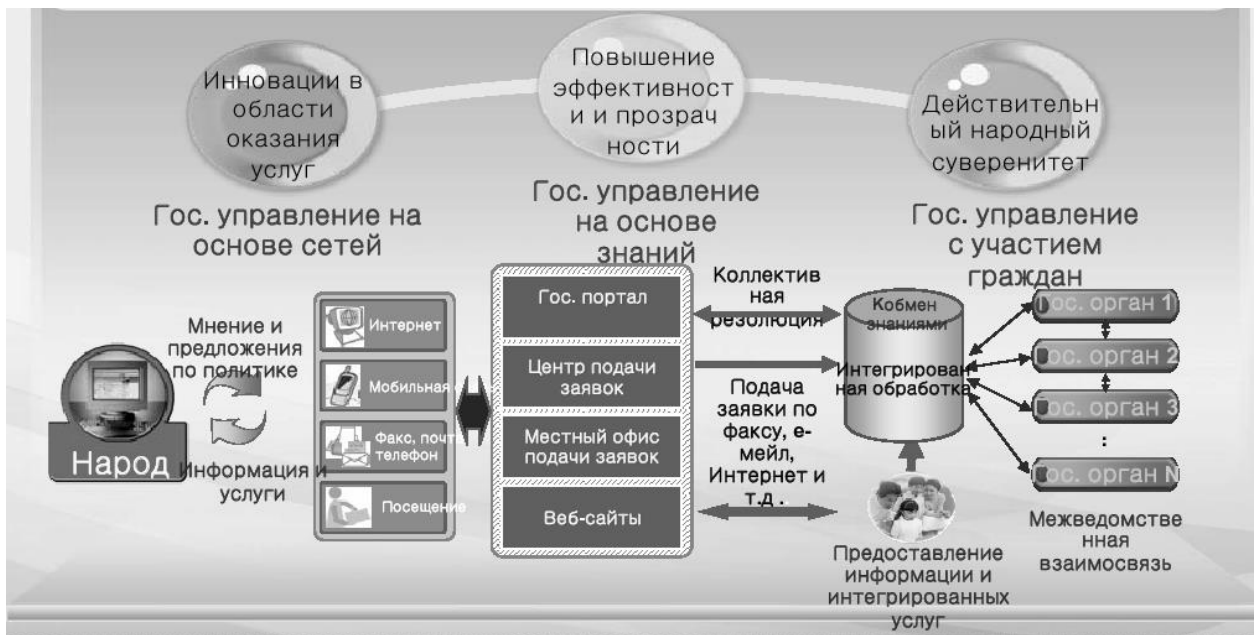 Инновации в
области
оказания
услуг
Повышение
эффективност
и и прозрач
ности
Действительн
ый народный
суверенитет
Гос. управление на
основе сетей
Гос. управление
на основе
знаний
Гос. управление
с участием
граждан
Народ
Мнение и
предложения
по политике
Информация и
услуги
Интернет
Мобильная
Факс, почта
телефон
Посещение
Гос. портал
Центр подачи
заявок
Местный офис
подачи заявок
Веб-сайты
Коллектив
ная
резолюция
Подача
заявки по
факсу, е-
мейл,
Интернет и
т.д .
Кобмен
знаниями
Интегрирован
ная обработка
Предоставление
информации и
интегрированных
услуг
Гос. орган 1
Гос. орган 2
Гос. орган 3
:
Гос. орган N
Межведомстве
нная
взаимосвязь